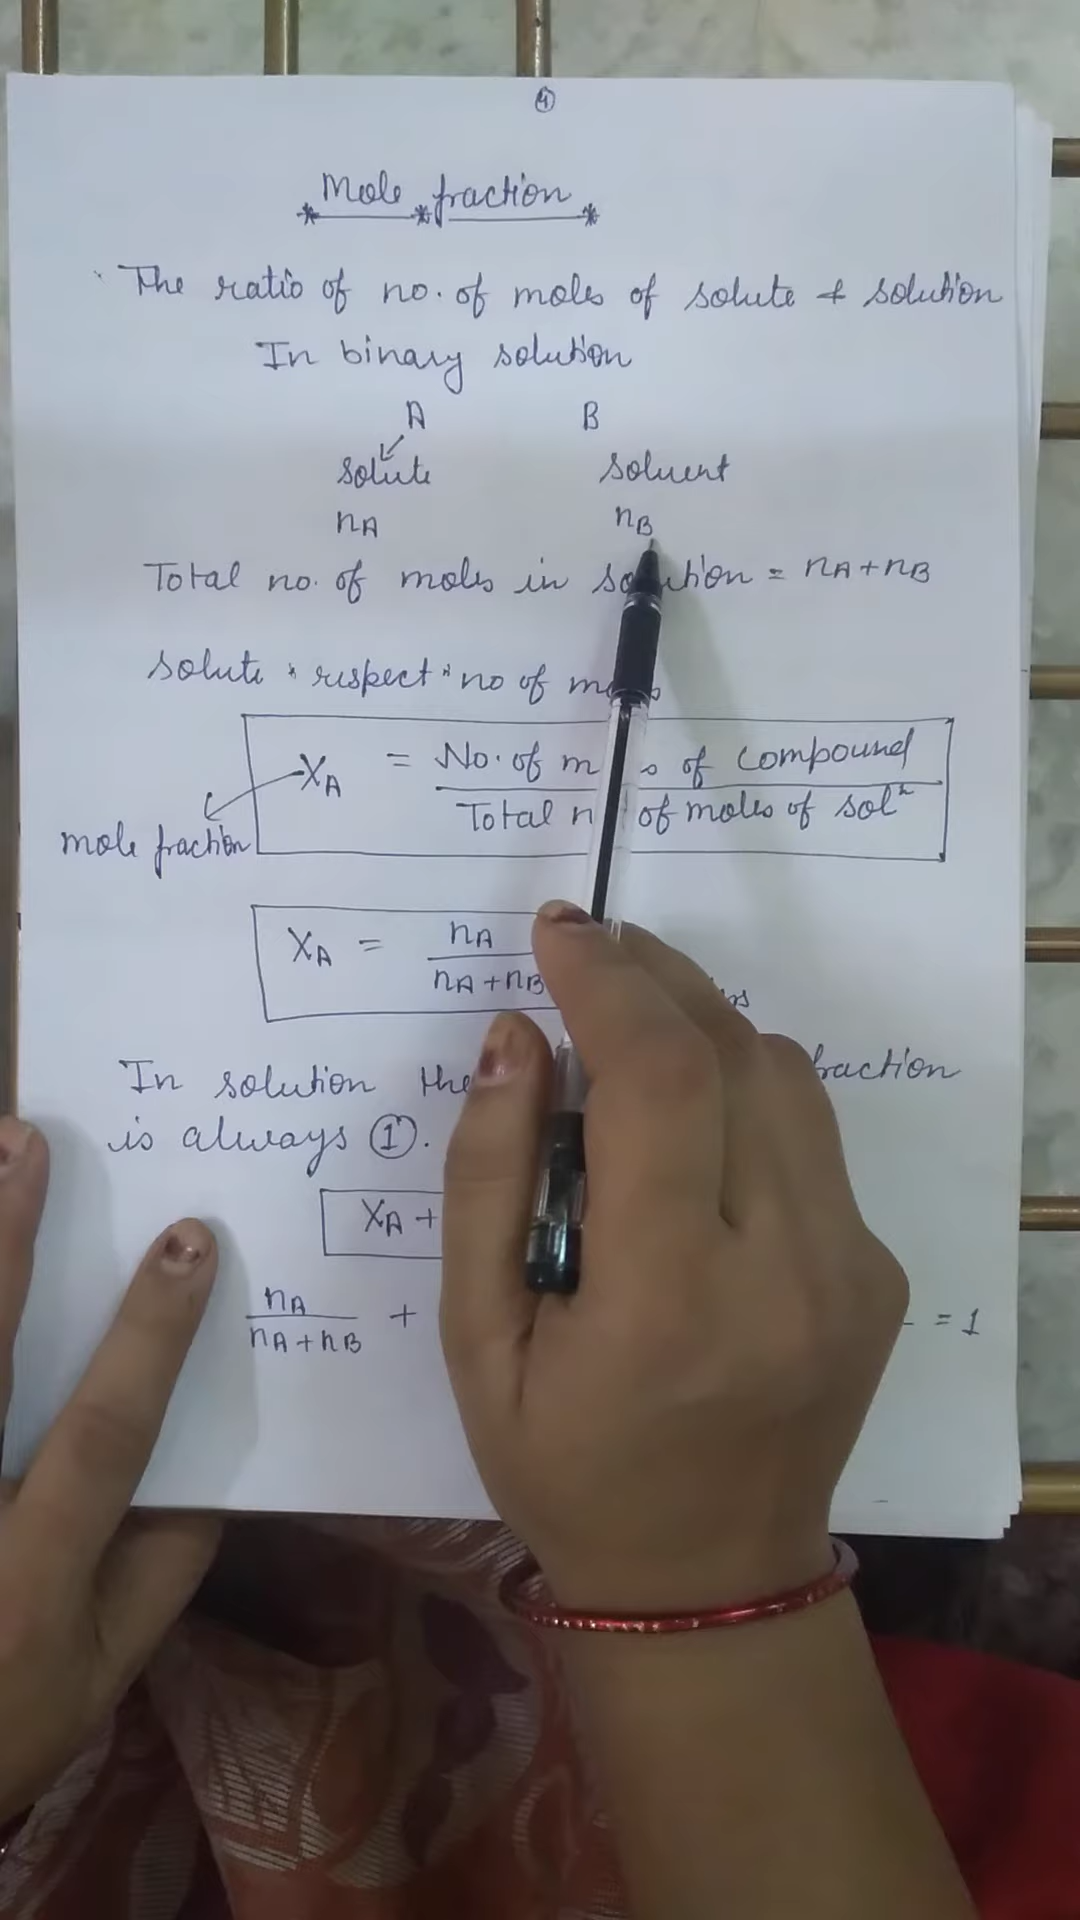 4
Mole fraction
The ratio of no. of moles of solute & solution
In binary solution
A B
solute solvent
nA nB
Total no. of moles in solution = nA + nB
solute " respect " no of
XA = No. of of compound
Total of moles of solⁿ
mole fraction
XA = nA
nA + nB
In solution the fraction
is always 1.
XA +
nA + = 1
nA + nB